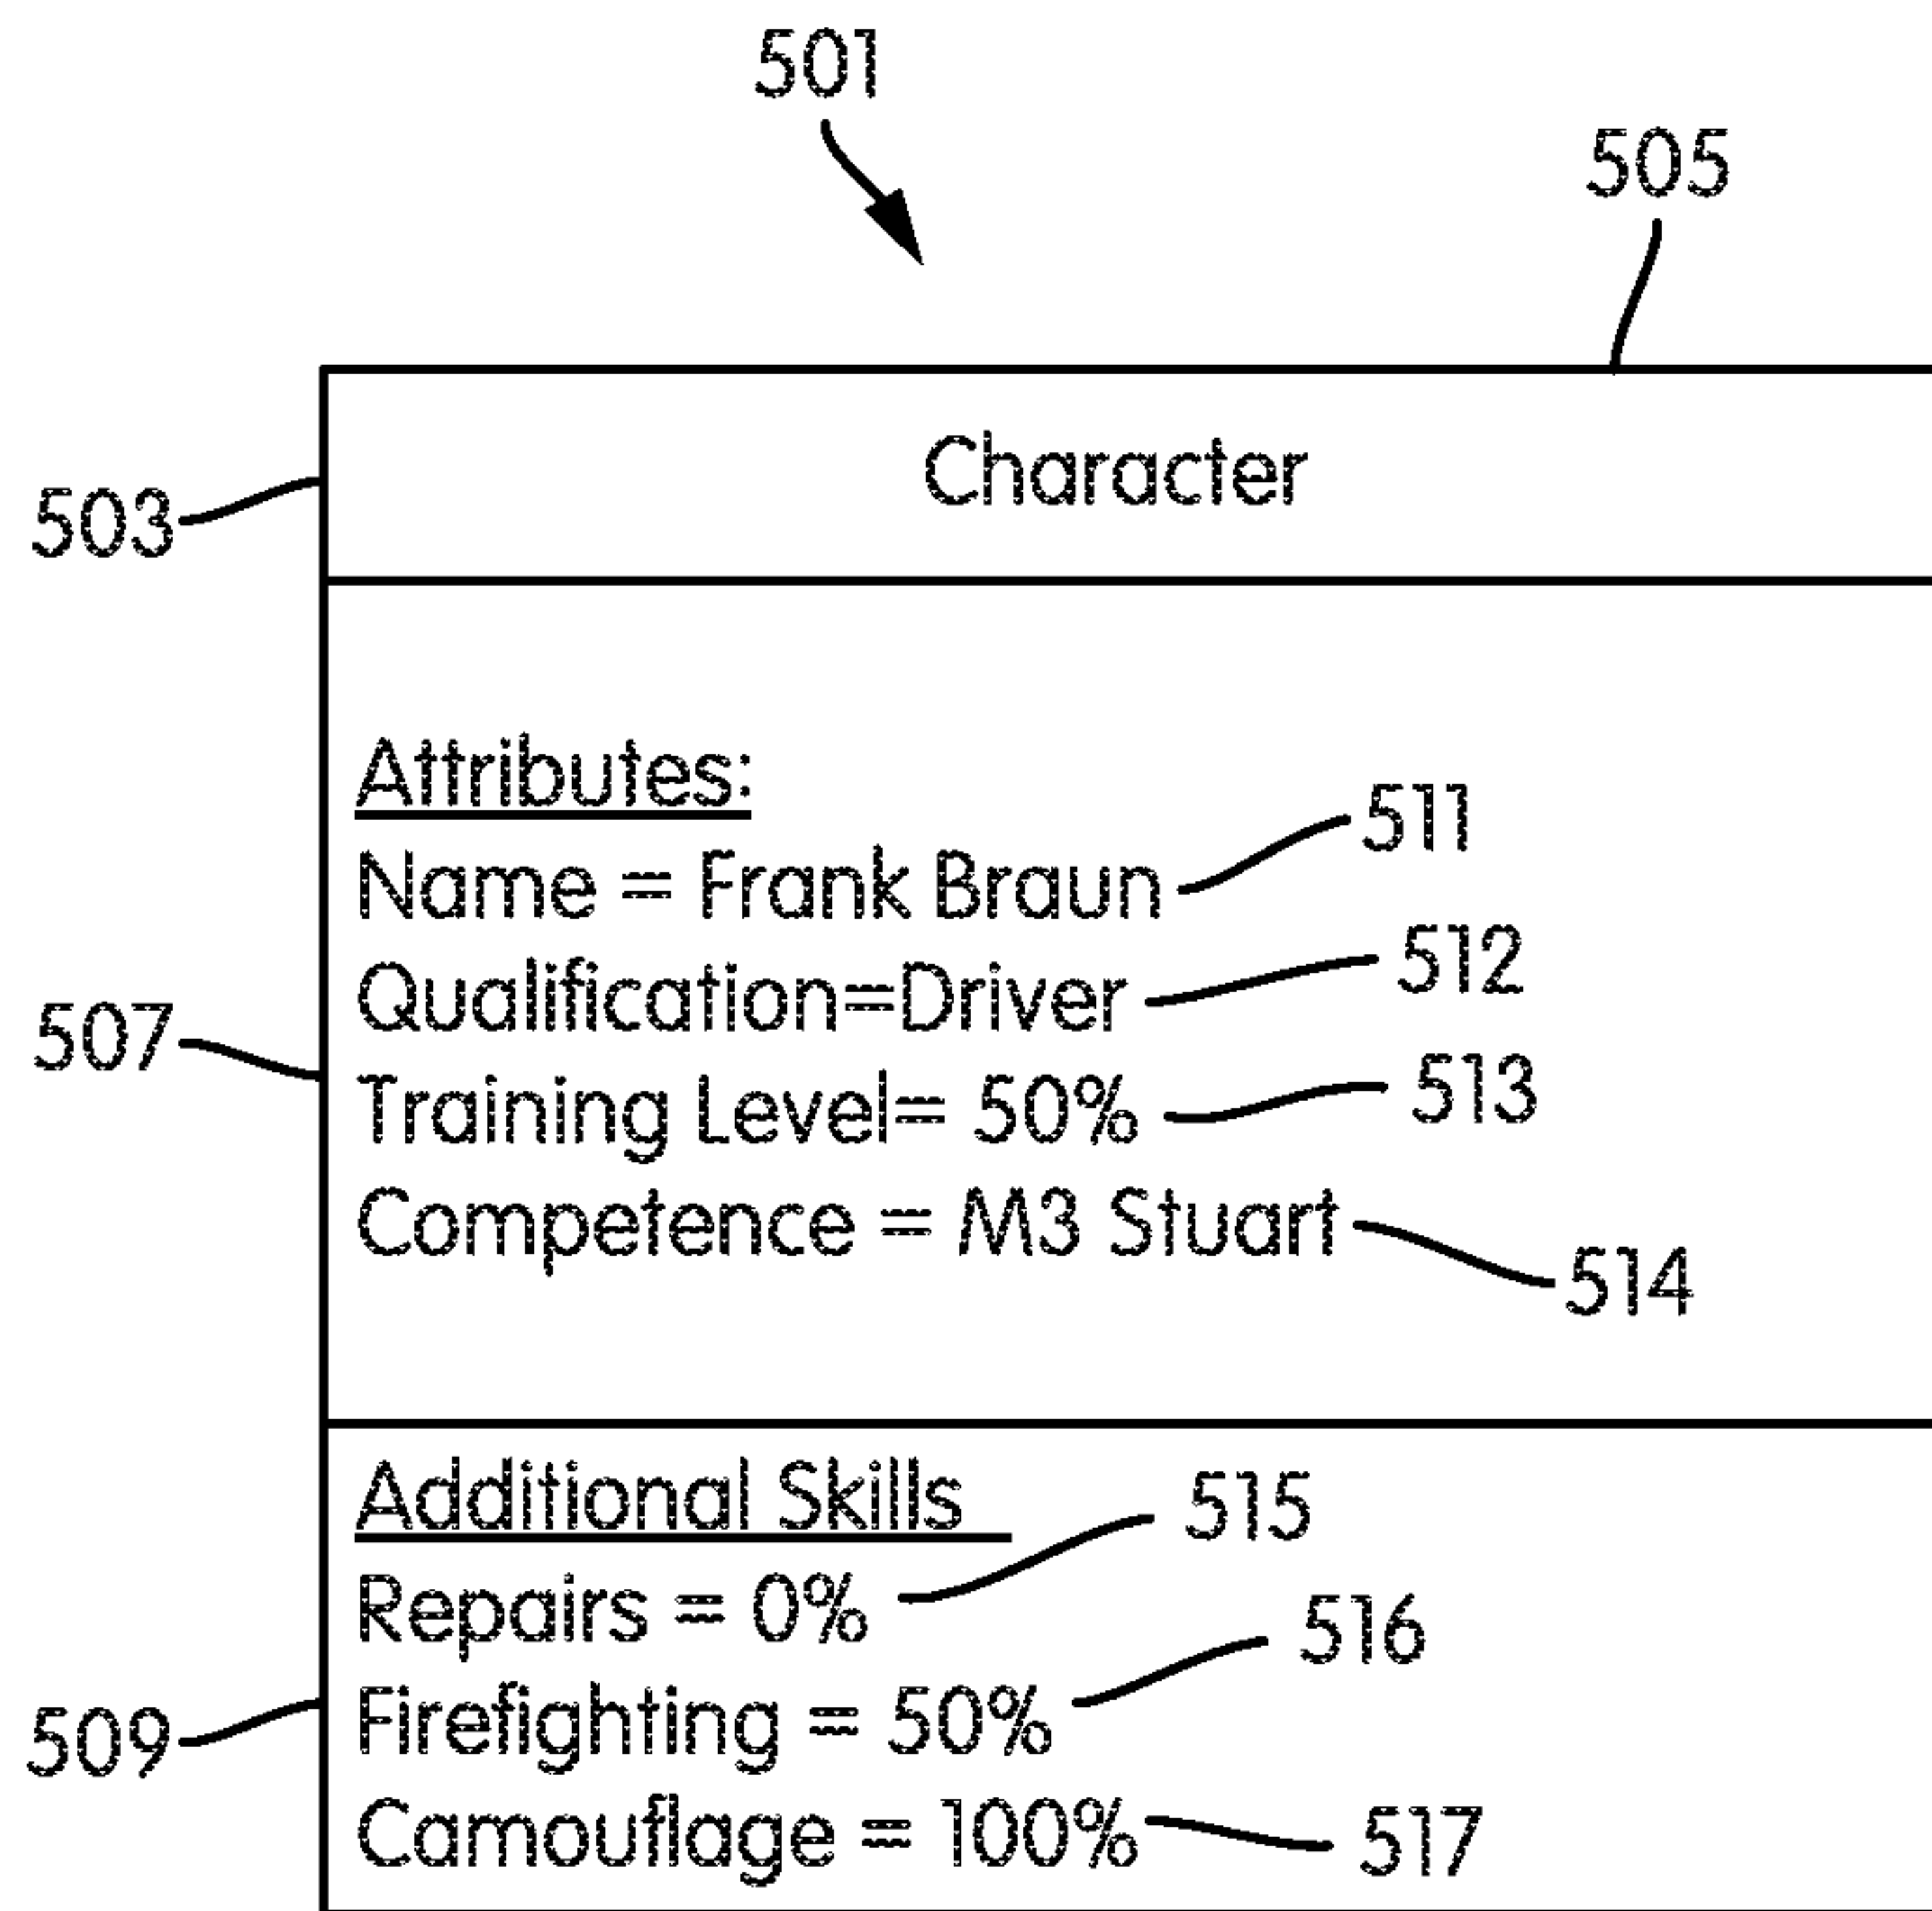 501
505
Character
503
Attributes:
511
Name = Frank Braun
512
Qualification=Driver
507
513
Training Level= 50%
Competence = M3 Stuart
514
Additional Skills
515
Repairs = 0%
516
Firefighting = 50%
509
Camouflage = 100%
517